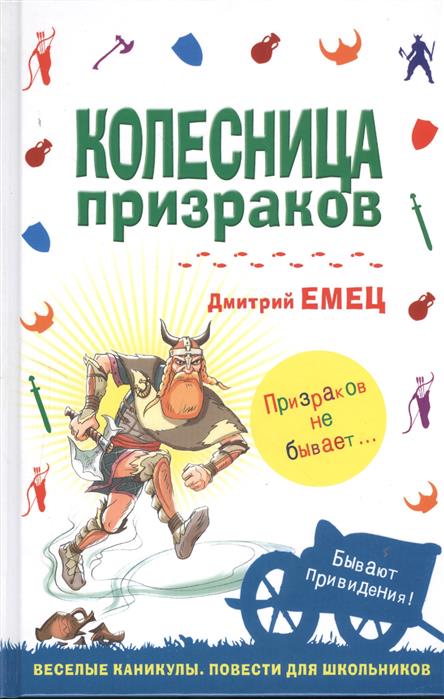 КОЛЕСНИЦА
призраков
Дмитрий ЕМЕЦ
Призраков
не
бывает...
Бывают
Привидения!
ВЕСЕЛЫЕ КАНИКУЛЫ. ПОВЕСТИ ДЛЯ ШКОЛЬНИКОВ